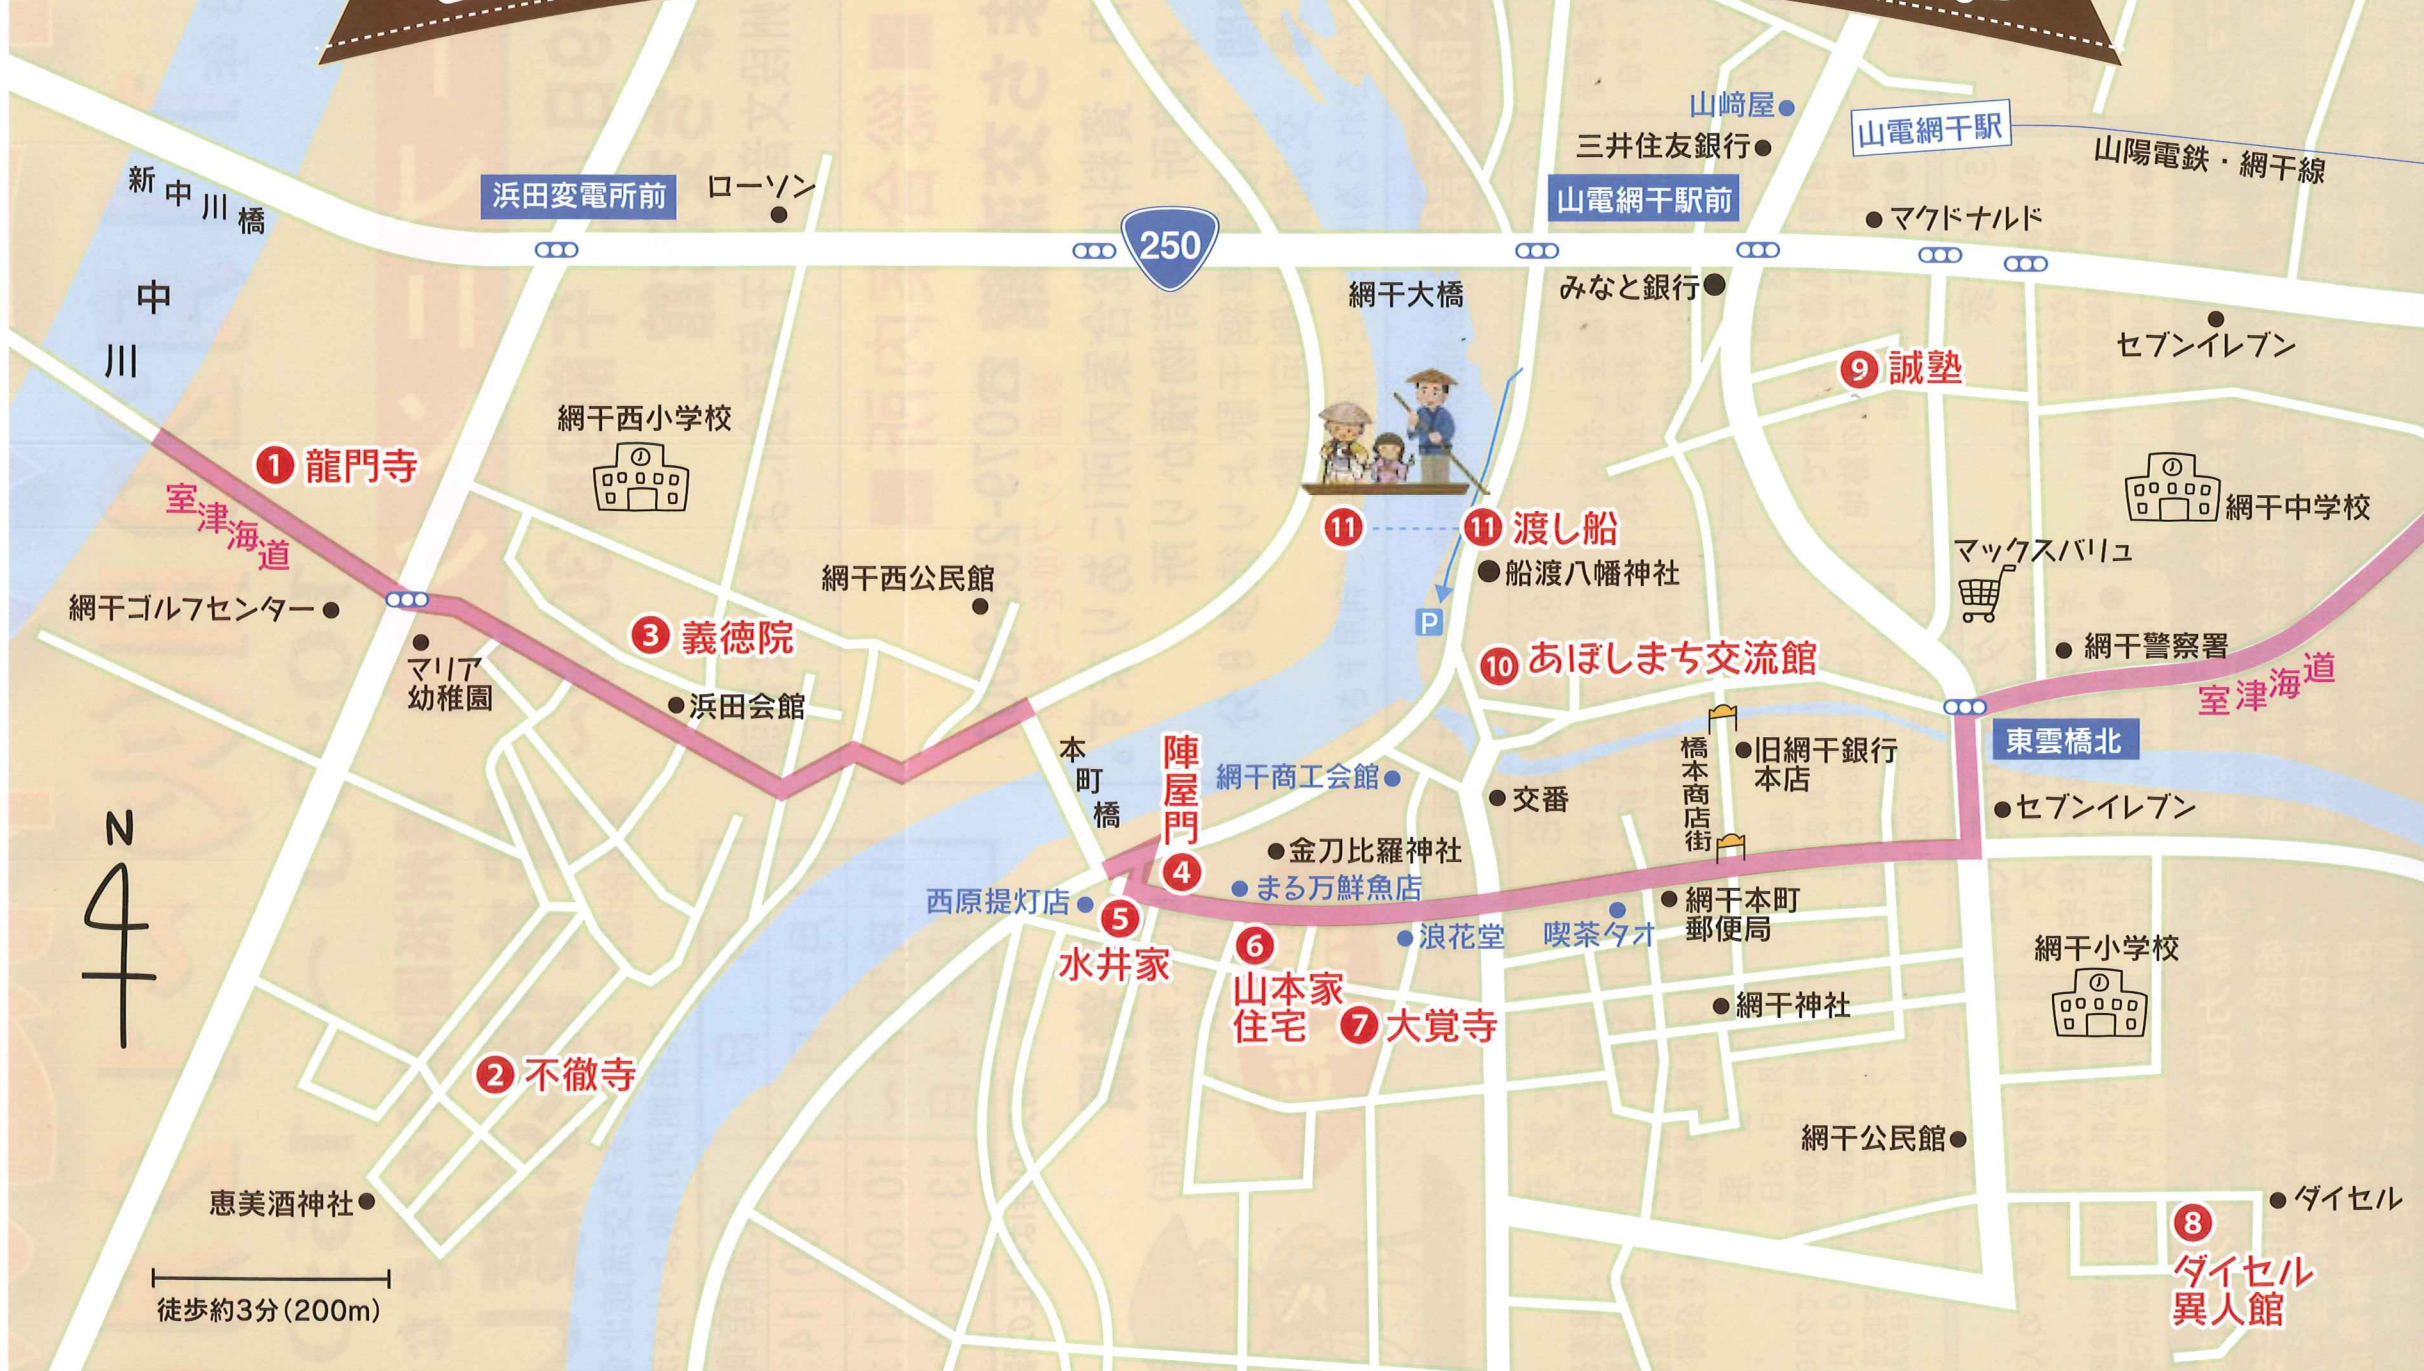 山﨑屋
三井住友銀行
山電網干駅
山陽電鉄・網干線
新中川橋
浜田変電所前
ローソン
250
山電網干駅前
マクドナルド
中川
網干大橋
みなと銀行
セブンイレブン
9 誠塾
網干西小学校
1 龍門寺
室津海道
網干中学校
11
11 渡し船
マックスバリュ
網干西公民館
船渡八幡神社
網干ゴルフセンター
P
3 義徳院
10 あぼしまち交流館
網干警察署
マリア
幼稚園
浜田会館
室津海道
本町橋
陣屋門
4
網干商工会館
橋本商店街
旧網干銀行
本店
東雲橋北
交番
セブンイレブン
N
金刀比羅神社
まる万鮮魚店
西原提灯店
5
水井家
浪花堂
喫茶タオ
網干本町
郵便局
6
山本家
住宅
7 大覚寺
網干小学校
網干神社
2 不徹寺
網干公民館
恵美酒神社
ダイセル
8
ダイセル
異人館
徒歩約3分(200m)